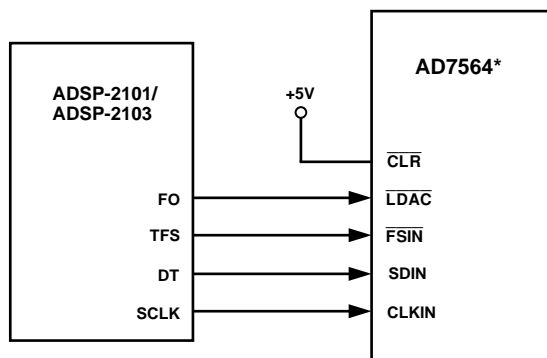 ADSP-2101/
ADSP-2103
FO
TFS
DT
SCLK
+5V
AD7564*
CLR
LDAC
FSIN
SDIN
CLKIN